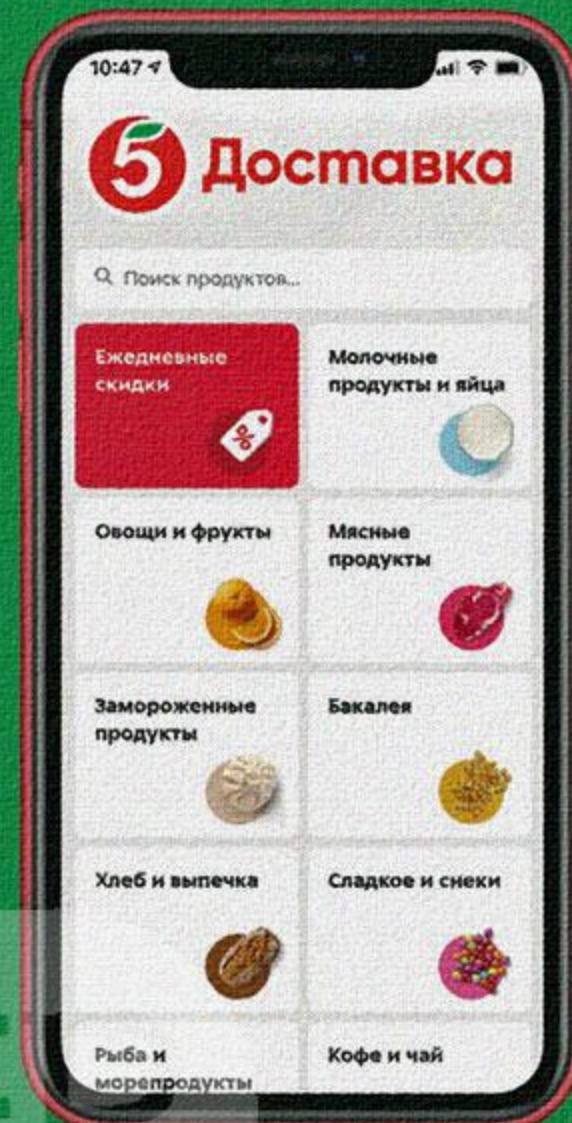 10:47
5 Доставка
Поиск продуктов...
Ежедневные
скидки
%
Молочные
продукты и яйца
Овощи и фрукты
Мясные
продукты
Замороженные
продукты
Бакалея
Хлеб и выпечка
Сладкое и снеки
Рыба и
морепродукты
Кофе и чай